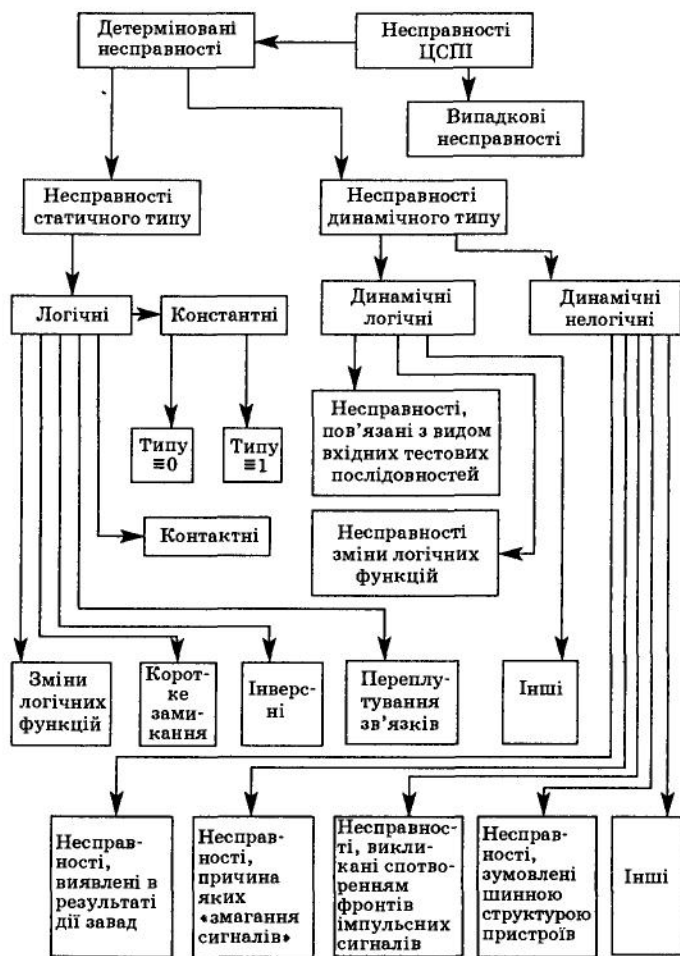 Детерміновані
несправності
Несправності
ЦСПІ
Випадкові
несправності
Несправності
статичного типу
Несправності
динамічного типу
Логічні
Константні
Динамічні
логічні
Динамічні
нелогічні
Типу
≡0
Типу
≡1
Несправності,
пов’язані з видом
вхідних тестових
послідовностей
Контактні
Несправності
зміни логічних
функцій
Зміни
логічних
функцій
Корот-
ке
зами-
кання
Інверс-
ні
Переплу-
тування
зв’язків
Інші
Несправ-
ності,
виявлені в
результаті
дії завад
Несправ-
ності,
причина
яких
«змагання
сигналів»
Несправнос-
ті, викли-
кані спотво-
ренням
фронтів
імпульсних
сигналів
Несправ-
ності,
зумовлені
шинною
структурою
пристроїв
Інші